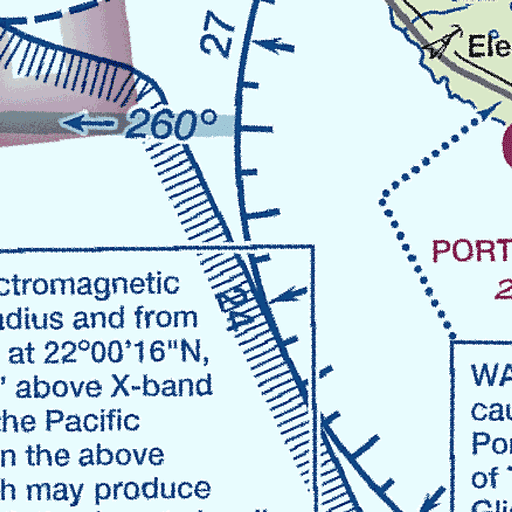 27
Ele
260°
PORT
2
ctromagnetic
adius and from
24
at 22°00'16"N,
' above X-band
the Pacific
n the above
h may produce
WA
cau
Por
of